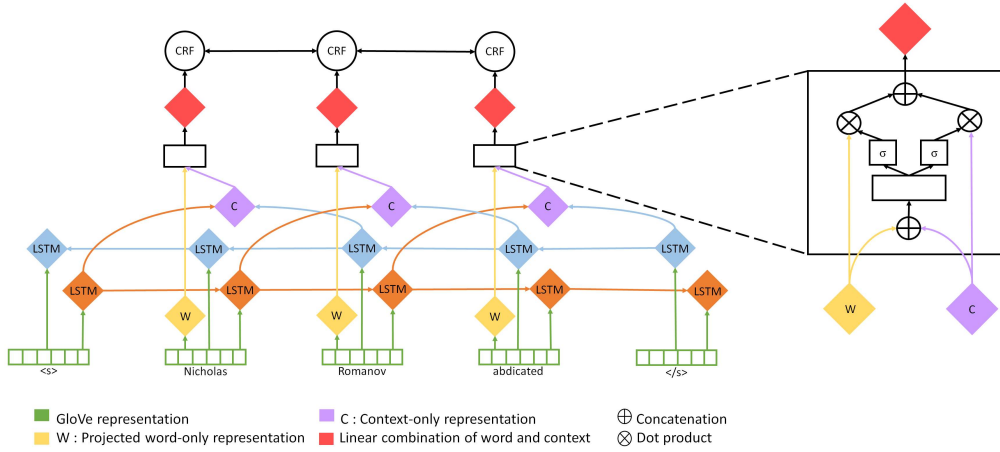 CRF CRF CRF
σ σ
C C C
LSTM LSTM LSTM LSTM LSTM
LSTM LSTM LSTM LSTM LSTM
W W W
W C
<s> Nicholas Romanov abdicated </s>
GloVe representation
W : Projected word-only representation
C : Context-only representation
Linear combination of word and context
Concatenation
Dot product